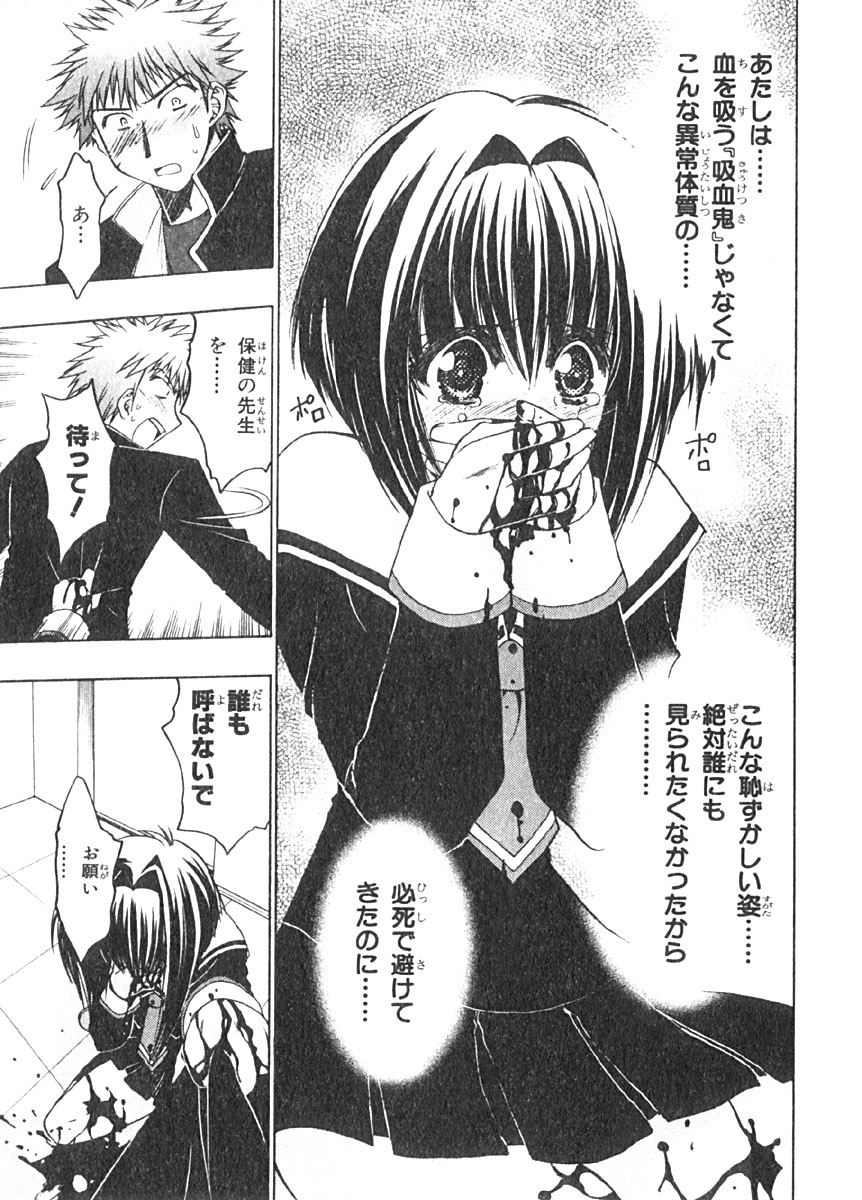 あたしは……
血を吸う『吸血鬼』じゃなくて
こんな異常体質の……
ポロ
ポロ
こんな恥ずかしい姿……
絶対誰にも
見られたくなかったから
…………
必死で避けて
きたのに……
あ…
保健の先生
を……
待って！
誰も
呼ばないで
お願い
……